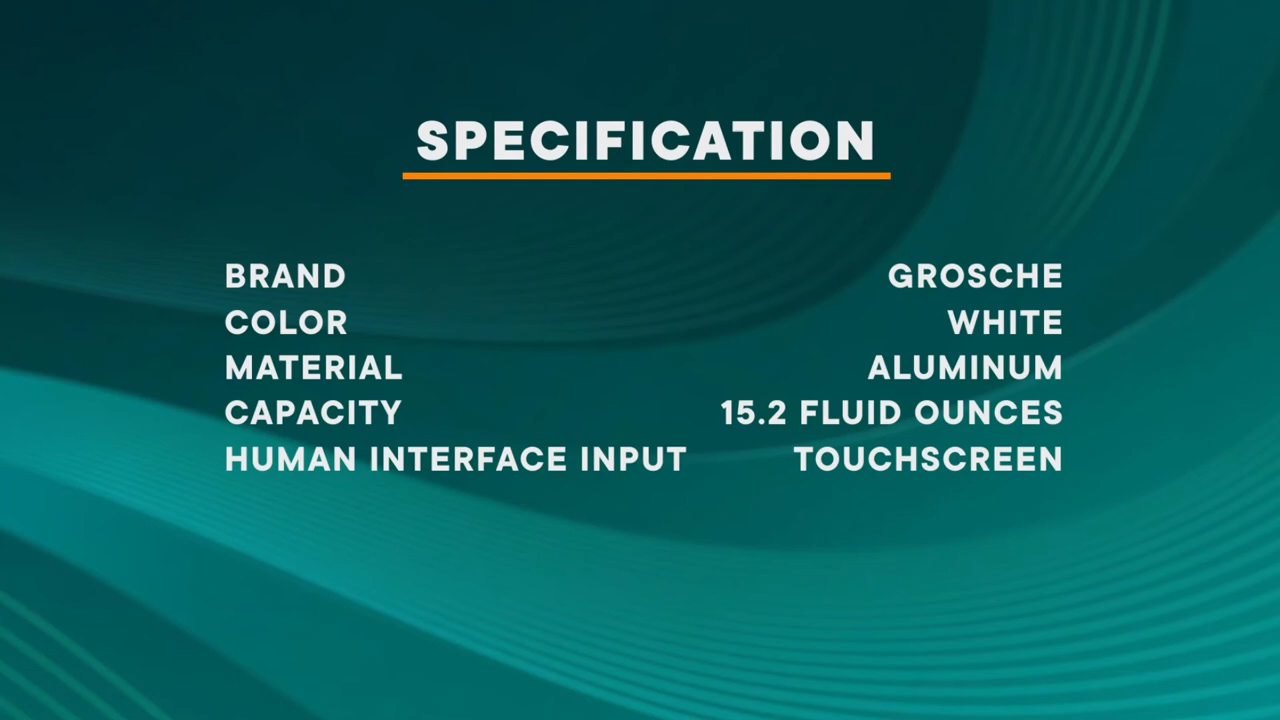 SPECIFICATION
BRAND GROSCHE
COLOR WHITE
MATERIAL ALUMINUM
CAPACITY 15.2 FLUID OUNCES
HUMAN INTERFACE INPUT TOUCHSCREEN